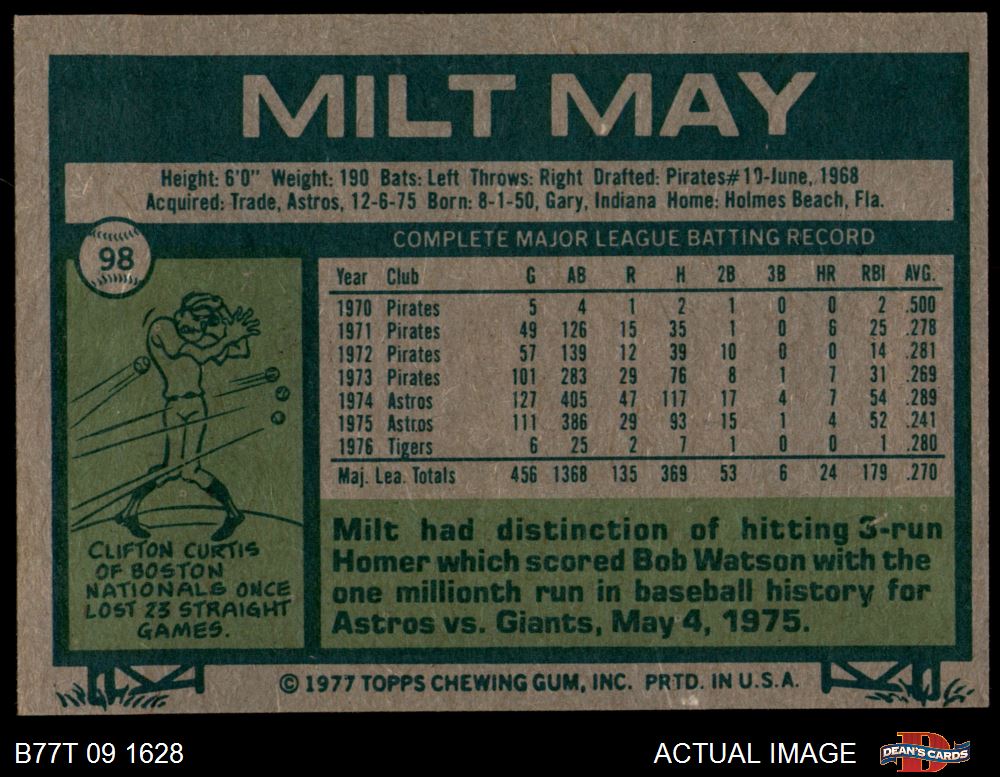 MILT MAY
Height: 6'0" Weight: 190 Bats: Left Throws: Right Drafted: Pirates#10-June, 1968
Acquired: Trade, Astros, 12-6-75 Born: 8-1-50, Gary, Indiana Home: Holmes Beach, Fla.
98
COMPLETE MAJOR LEAGUE BATTING RECORD
Year Club G AB R H 2B 3B HR RBI AVG.
1970 Pirates 5 4 1 2 1 0 0 2 .500
1971 Pirates 49 126 15 35 1 0 6 25 .278
1972 Pirates 57 139 12 39 10 0 0 14 .281
1973 Pirates 101 283 29 76 8 1 7 31 .269
1974 Astros 127 405 47 117 17 4 7 54 .289
1975 Astros 111 386 29 93 15 1 4 52 .241
1976 Tigers 6 25 2 7 1 0 0 1 .280
Maj. Lea. Totals 456 1368 135 369 53 6 24 179 .270
CLIFTON CURTIS
OF BOSTON
NATIONALS ONCE
LOST 23 STRAIGHT
GAMES.
Milt had distinction of hitting 3-run
Homer which scored Bob Watson with the
one millionth run in baseball history for
Astros vs. Giants, May 4, 1975.
© 1977 TOPPS CHEWING GUM, INC. PRTD. IN U.S.A.
B77T 09 1628
ACTUAL IMAGE
D
DEAN'S CARDS